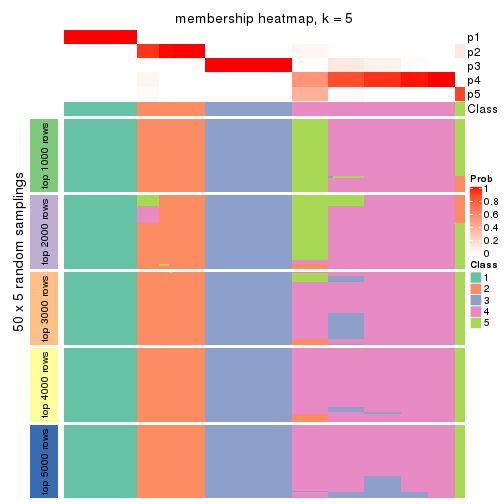 membership heatmap, k = 5
p1
p2
p3
p4
p5
Class
50 x 5 random samplings
top 1000 rows
top 2000 rows
top 3000 rows
top 4000 rows
top 5000 rows
Prob
1
0.8
0.6
0.4
0.2
0
Class
1
2
3
4
5